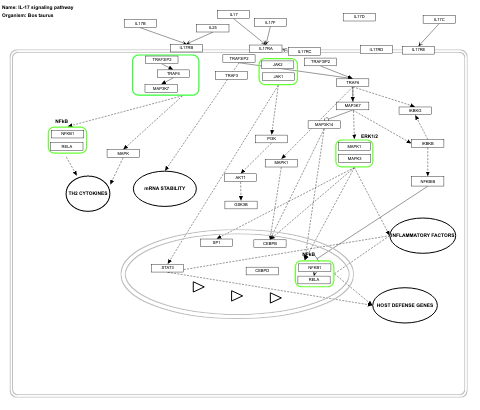 Name: IL-17 signaling pathway
Organism: Bos taurus
IL17
IL17D
IL17E
IL17F
IL17C
IL25
IL17RB
IL17RA
IL17RC
IL17RD
IL17RE
TRAF3IP2
TRAF3IP2
TRAF3IP2
JAK2
TRAF6
TRAF3
JAK1
TRAF6
MAP3K7
MAP3K7
IKBKG
NFkB
MAP3K14
NFKB1
ERK1/2
PI3K
RELA
MAPK1
IKBKB
MAPK
MAPK3
MAPK1
AKT1
NFKBIB
TH2 CYTOKINES
mRNA STABILITY
GSK3B
INFLAMMATORY FACTORS
SP1
CEBPB
NFkB
STAT3
CEBPD
NFKB1
RELA
HOST DEFENSE GENES